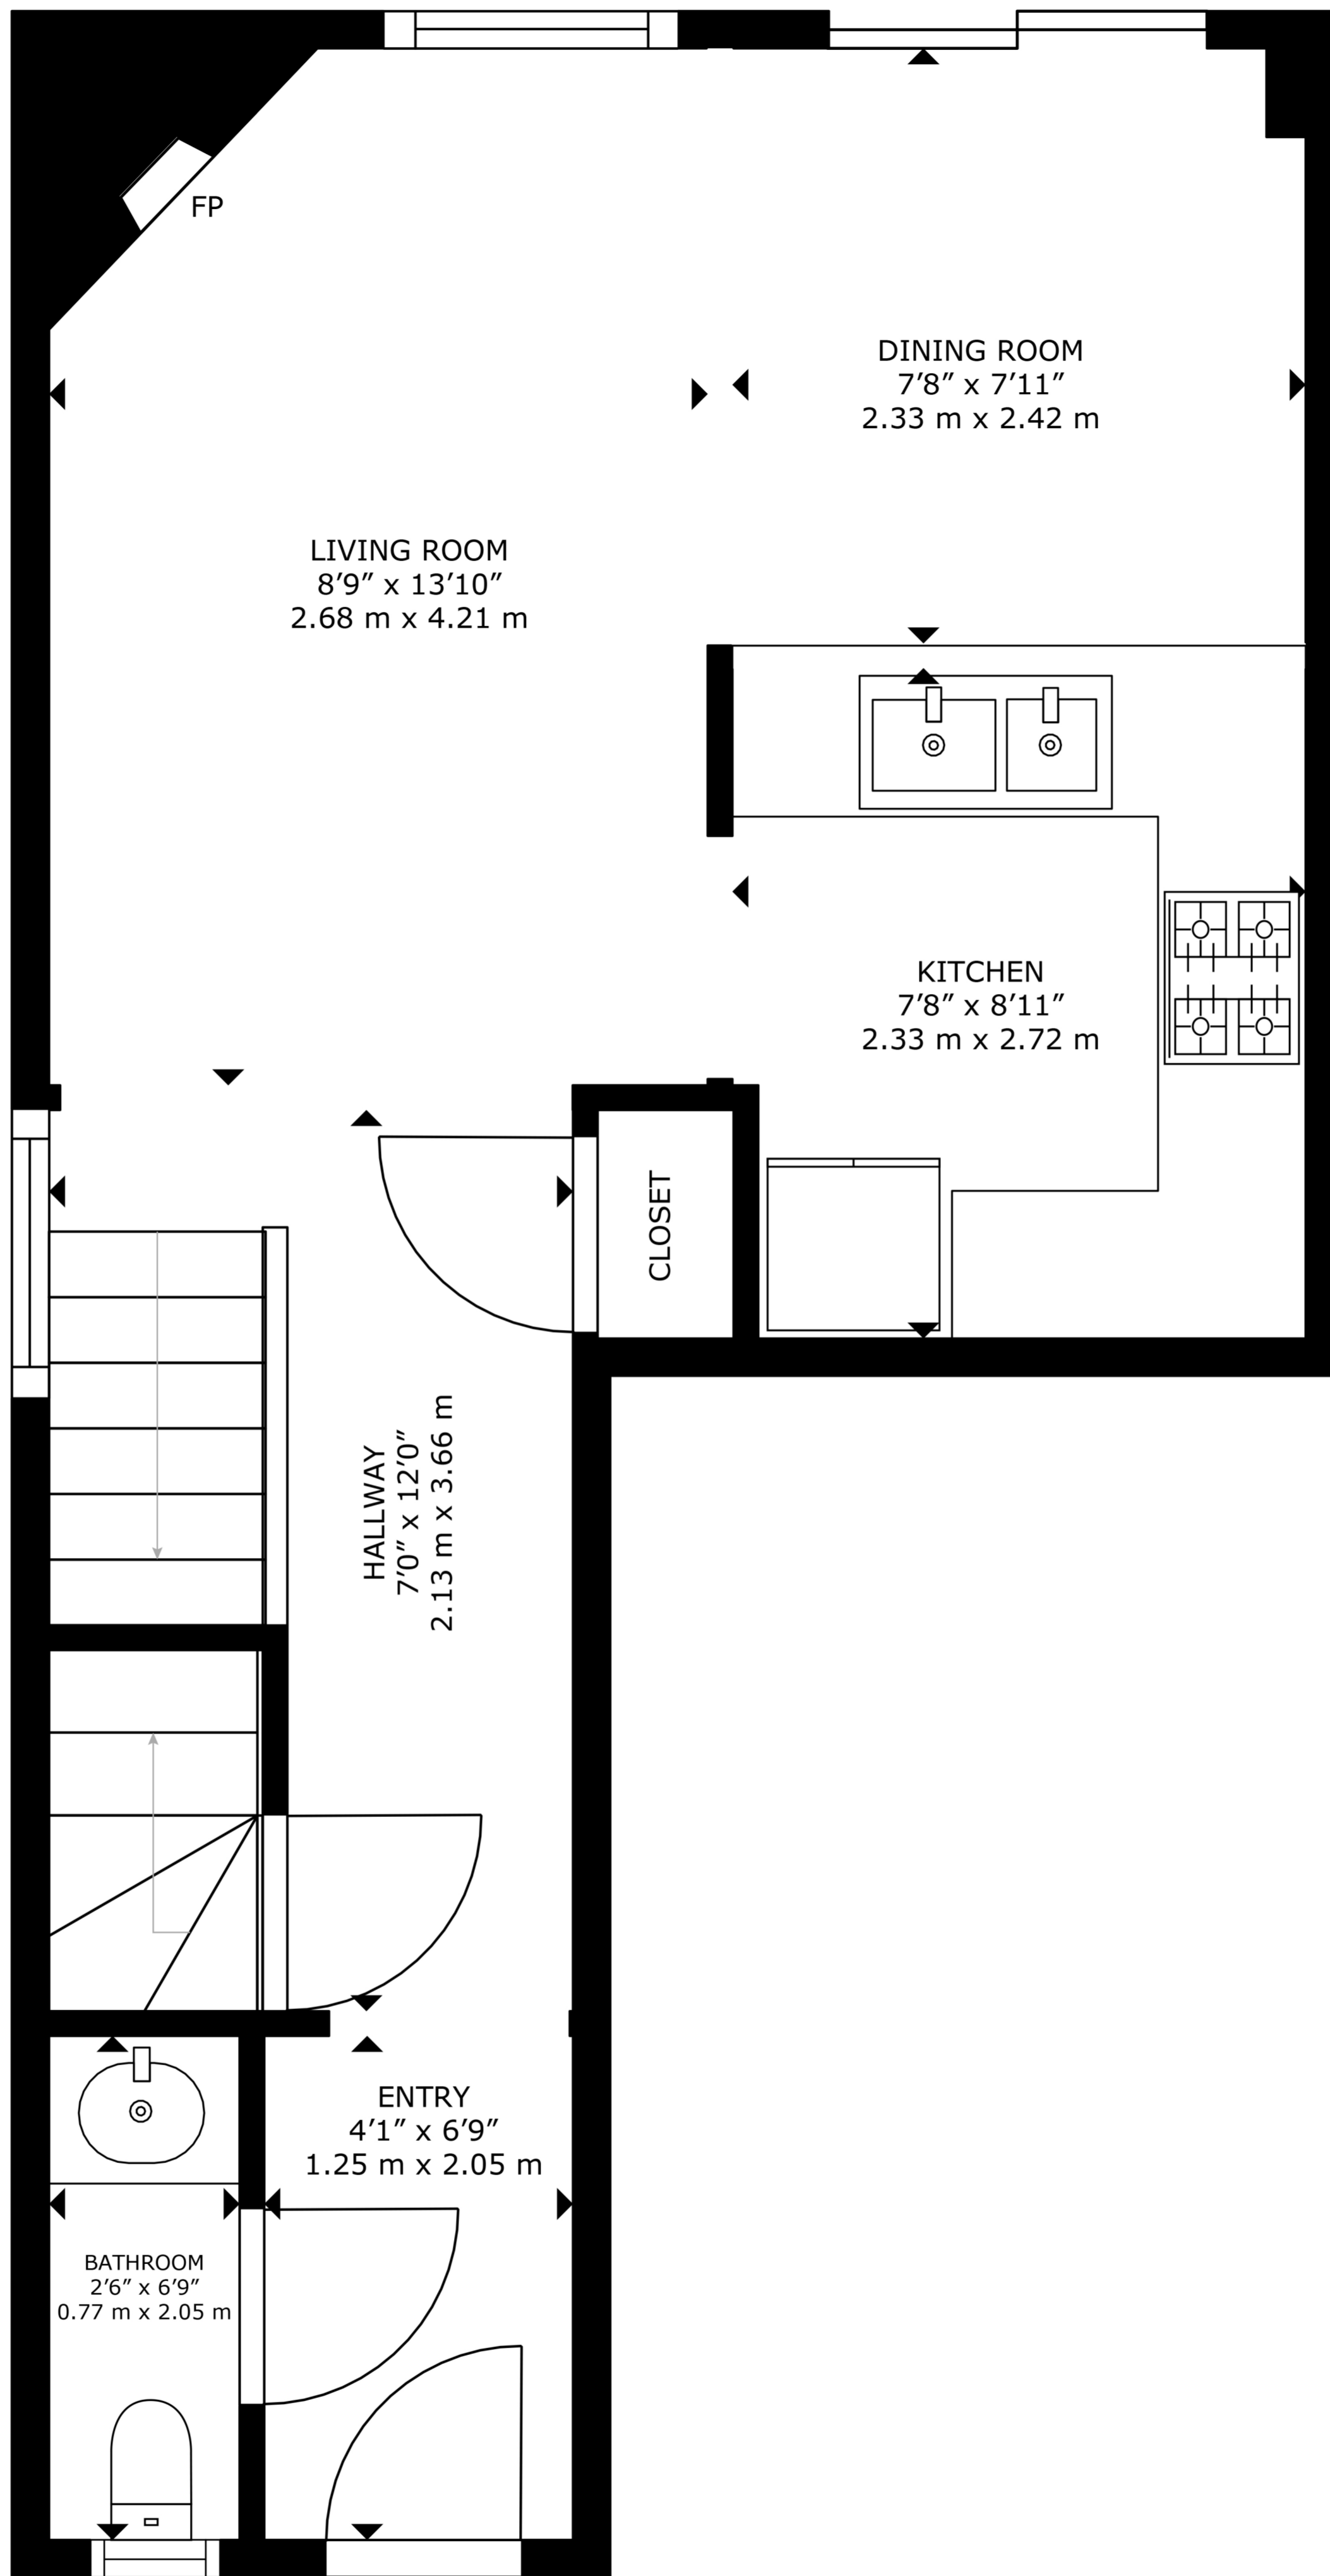 FP
DINING ROOM
7'8" x 7'11"
2.33 m x 2.42 m
LIVING ROOM
8'9" x 13'10"
2.68 m x 4.21 m
KITCHEN
7'8" x 8'11"
2.33 m x 2.72 m
CLOSET
HALLWAY
7'0" x 12'0"
2.13 m x 3.66 m
ENTRY
4'1" x 6'9"
1.25 m x 2.05 m
BATHROOM
2'6" x 6'9"
0.77 m x 2.05 m